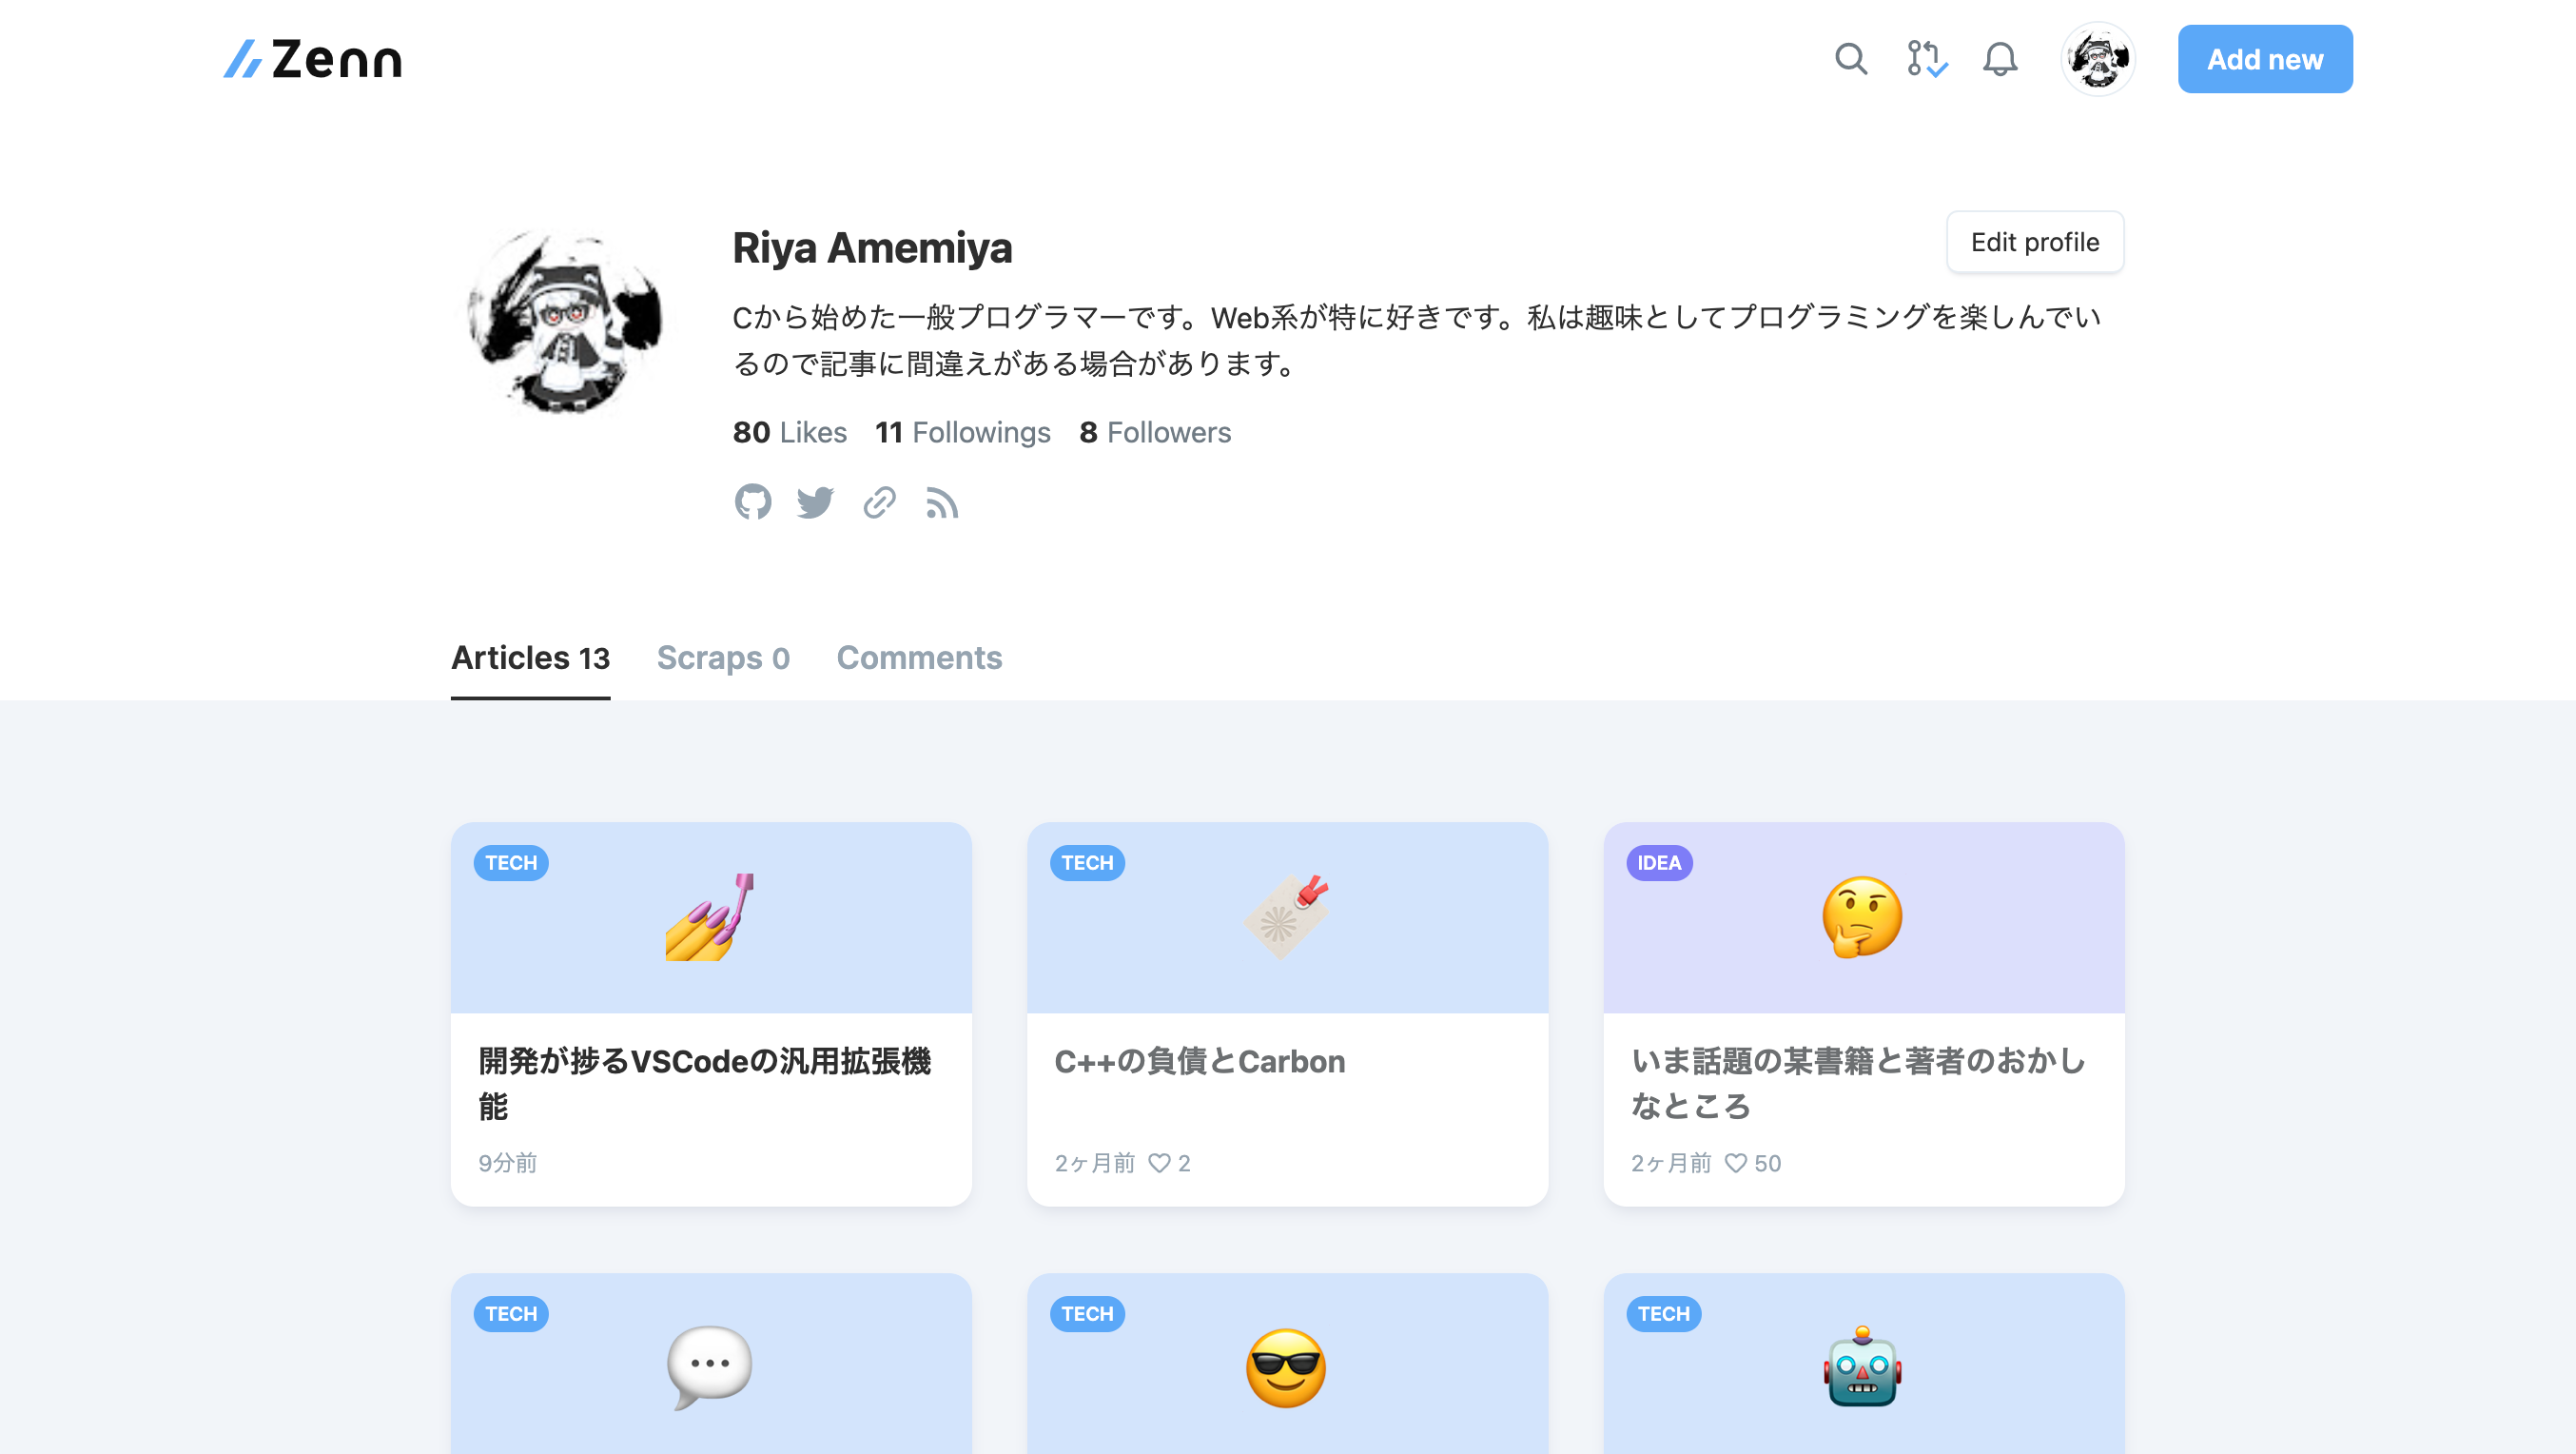 Zenn
Add new
Riya Amemiya
Edit profile
Cから始めた一般プログラマーです。Web系が特に好きです。私は趣味としてプログラミングを楽しんでい
るので記事に間違えがある場合があります。
80 Likes 11 Followings 8 Followers
Articles 13 Scraps 0 Comments
TECH
開発が捗るVSCodeの汎用拡張機
能
9分前
TECH
C++の負債とCarbon
2ヶ月前 2
IDEA
いま話題の某書籍と著者のおかし
なところ
2ヶ月前 50
TECH
TECH
TECH